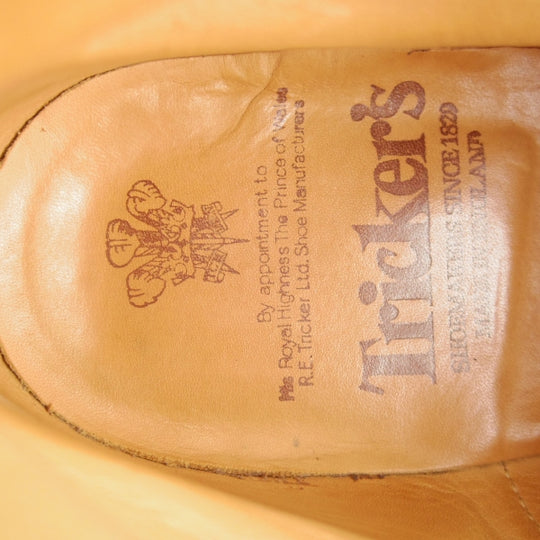 By appointment to
His Royal Highness The Prince of Wales
R.E. Tricker Ltd. Shoe Manufacturers
Tricker's
SHOEMAKERS SINCE 1829
MADE IN ENGLAND